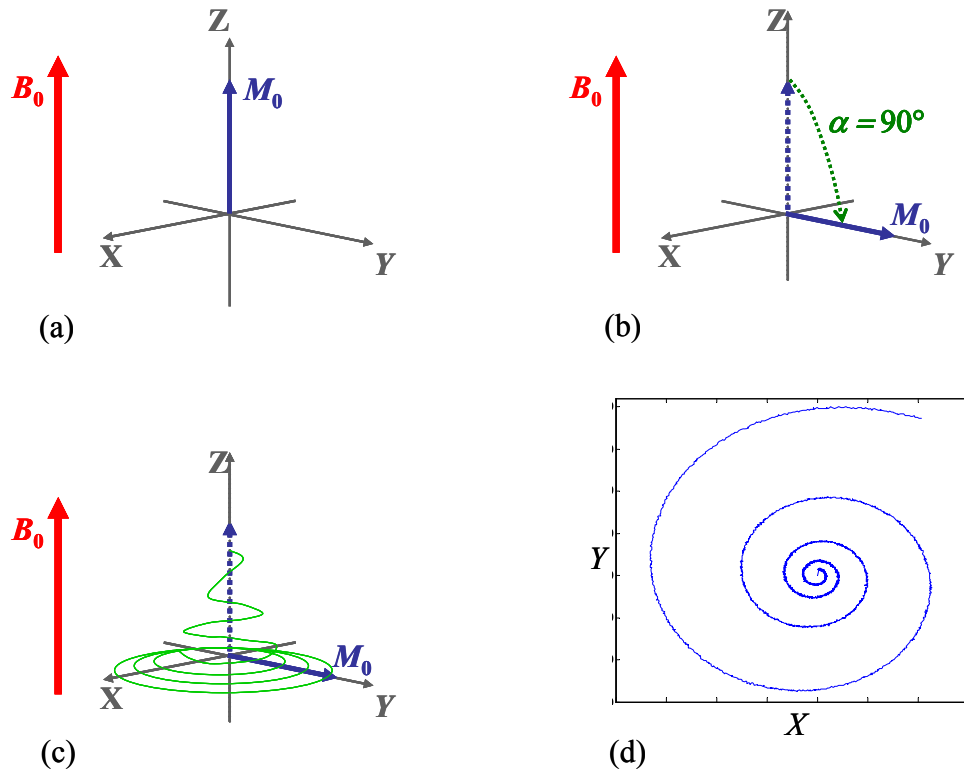 Z
B₀
M₀
X
Y
(a)
Z
B₀
α = 90°
M₀
X
Y
(b)
Z
B₀
M₀
X
Y
(c)
Y
X
(d)